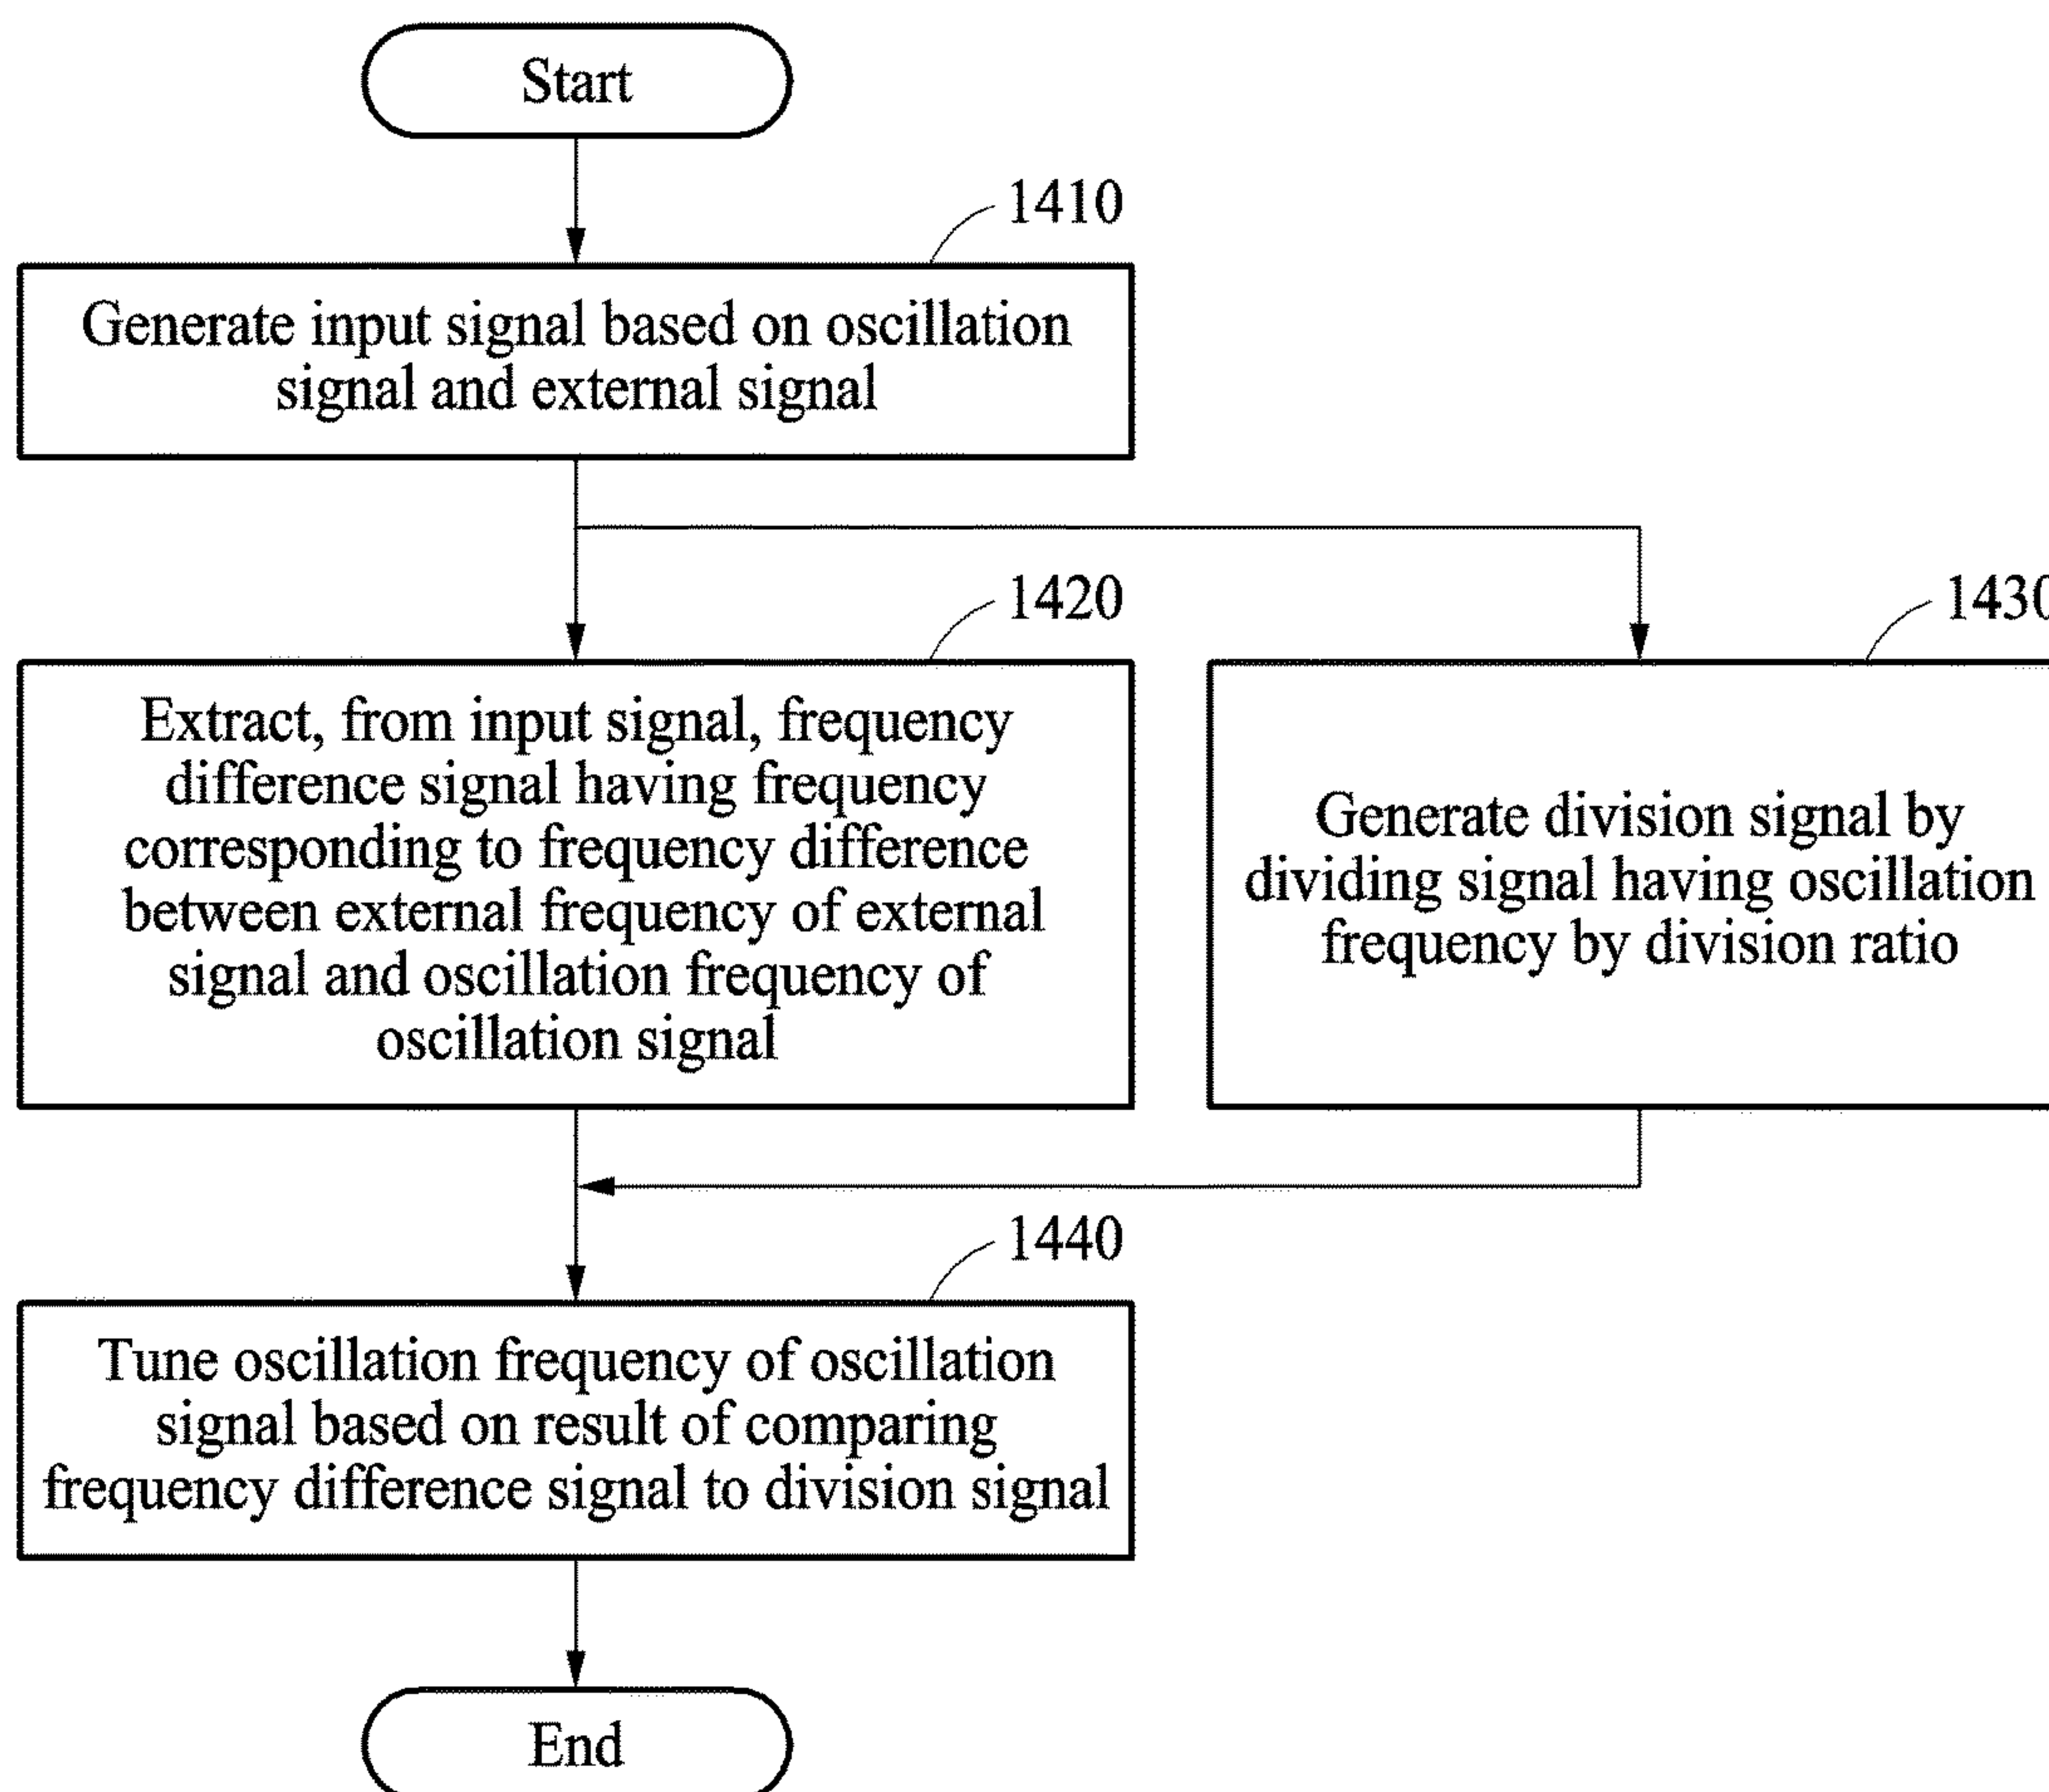 Start
1410
Generate input signal based on oscillation
signal and external signal
1420
Extract, from input signal, frequency
difference signal having frequency
corresponding to frequency difference
between external frequency of external
signal and oscillation frequency of
oscillation signal
1430
Generate division signal by
dividing signal having oscillation
frequency by division ratio
1440
Tune oscillation frequency of oscillation
signal based on result of comparing
frequency difference signal to division signal
End